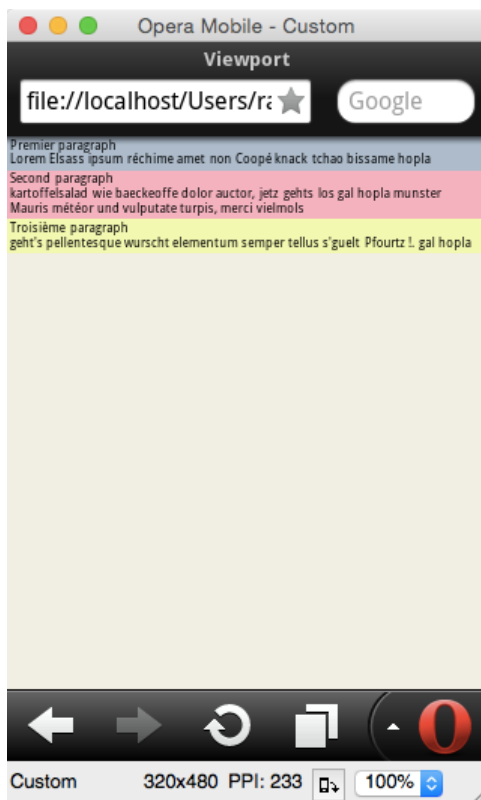 Opera Mobile - Custom
Viewport
file://localhost/Users/ra
Google
Premier paragraph
Lorem Elsass ipsum réchime amet non Coopé knack tchao bissame hopla
Second paragraph
kartoffelsalad wie baeckeoffe dolor auctor, jetz gehts los gal hopla munster
Mauris météor und vulputate turpis, merci vielmols
Troisième paragraph
geht's pellentesque wurscht elementum semper tellus s'guelt Pfourtz !. gal hopla
Custom 320x480 PPI: 233 100%